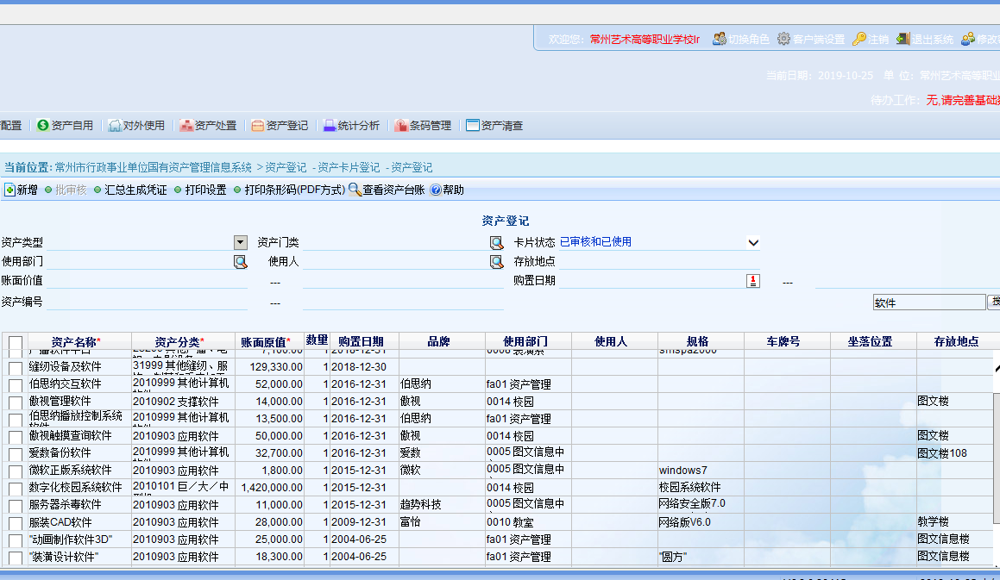 欢迎您: 常州艺术高等职业学校lr 切换角色 客户端设置 注销 退出系统 修改
当前日期: 2019-10-25 单 位: 常州艺术高等职业
待办工作: 无,请完善基础数
配置 资产自用 对外使用 资产处置 资产登记 统计分析 条码管理 资产清查
当前位置: 常州市行政事业单位国有资产管理信息系统 >资产登记 -资产卡片登记 -资产登记
新增 批审核 汇总生成凭证 打印设置 打印条形码(PDF方式) 查看资产台账 帮助
资产登记
资产类型 资产门类 卡片状态 已审核和已使用
使用部门 使用人 存放地点
账面价值 --- 购置日期 ---
资产编号 ---
软件 搜
资产名称* 资产分类* 账面原值* 数量 购置日期 品牌 使用部门 使用人 规格 车牌号 坐落位置 存放地点
7,100.00 1 2018-12-31 smspa2000
缝纫设备及软件 31999 其他缝纫、服 129,330.00 1 2018-12-30
伯思纳交互软件 2010999 其他计算机 52,000.00 1 2016-12-31 伯思纳 fa01 资产管理
傲视管理软件 2010902 支撑软件 14,000.00 1 2016-12-31 傲视 0014 校园 图文楼
伯思纳播放控制系统 2010999 其他计算机 13,500.00 1 2016-12-31 伯思纳 fa01 资产管理
傲视触摸查询软件 2010903 应用软件 50,000.00 1 2016-12-31 傲视 0014 校园 图文楼
爱数备份软件 2010999 其他计算机 32,700.00 1 2016-12-31 爱数 0005 图文信息中 图文楼108
微软正版系统软件 2010903 应用软件 1,800.00 1 2015-12-31 微软 0005 图文信息中 windows7
数字化校园系统软件 2010101 巨／大／中 1,420,000.00 1 2015-12-31 0014 校园 校园系统软件
服务器杀毒软件 2010903 应用软件 11,000.00 1 2015-12-31 趋势科技 0005 图文信息中 网络安全版7.0
服装CAD软件 2010903 应用软件 28,000.00 1 2009-12-31 富怡 0010 教室 网络版V6.0 教学楼
"动画制作软件3D" 2010903 应用软件 25,000.00 1 2004-06-25 fa01 资产管理 图文信息楼
"装潢设计软件" 2010903 应用软件 18,300.00 1 2004-06-25 fa01 资产管理 "圆方" 图文信息楼